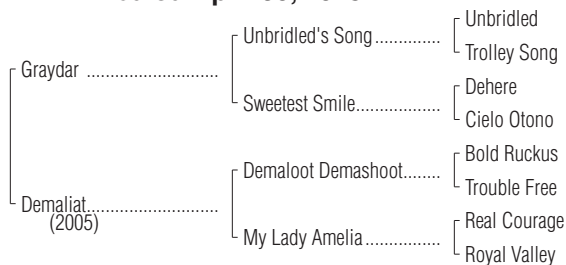 Unbridled
Unbridled's Song..............
Trolley Song
Graydar ............................
Dehere
Sweetest Smile..................
Cielo Otono
Bold Ruckus
Demaloot Demashoot........
Trouble Free
Demaliat............................
(2005)
Real Courage
My Lady Amelia ................
Royal Valley